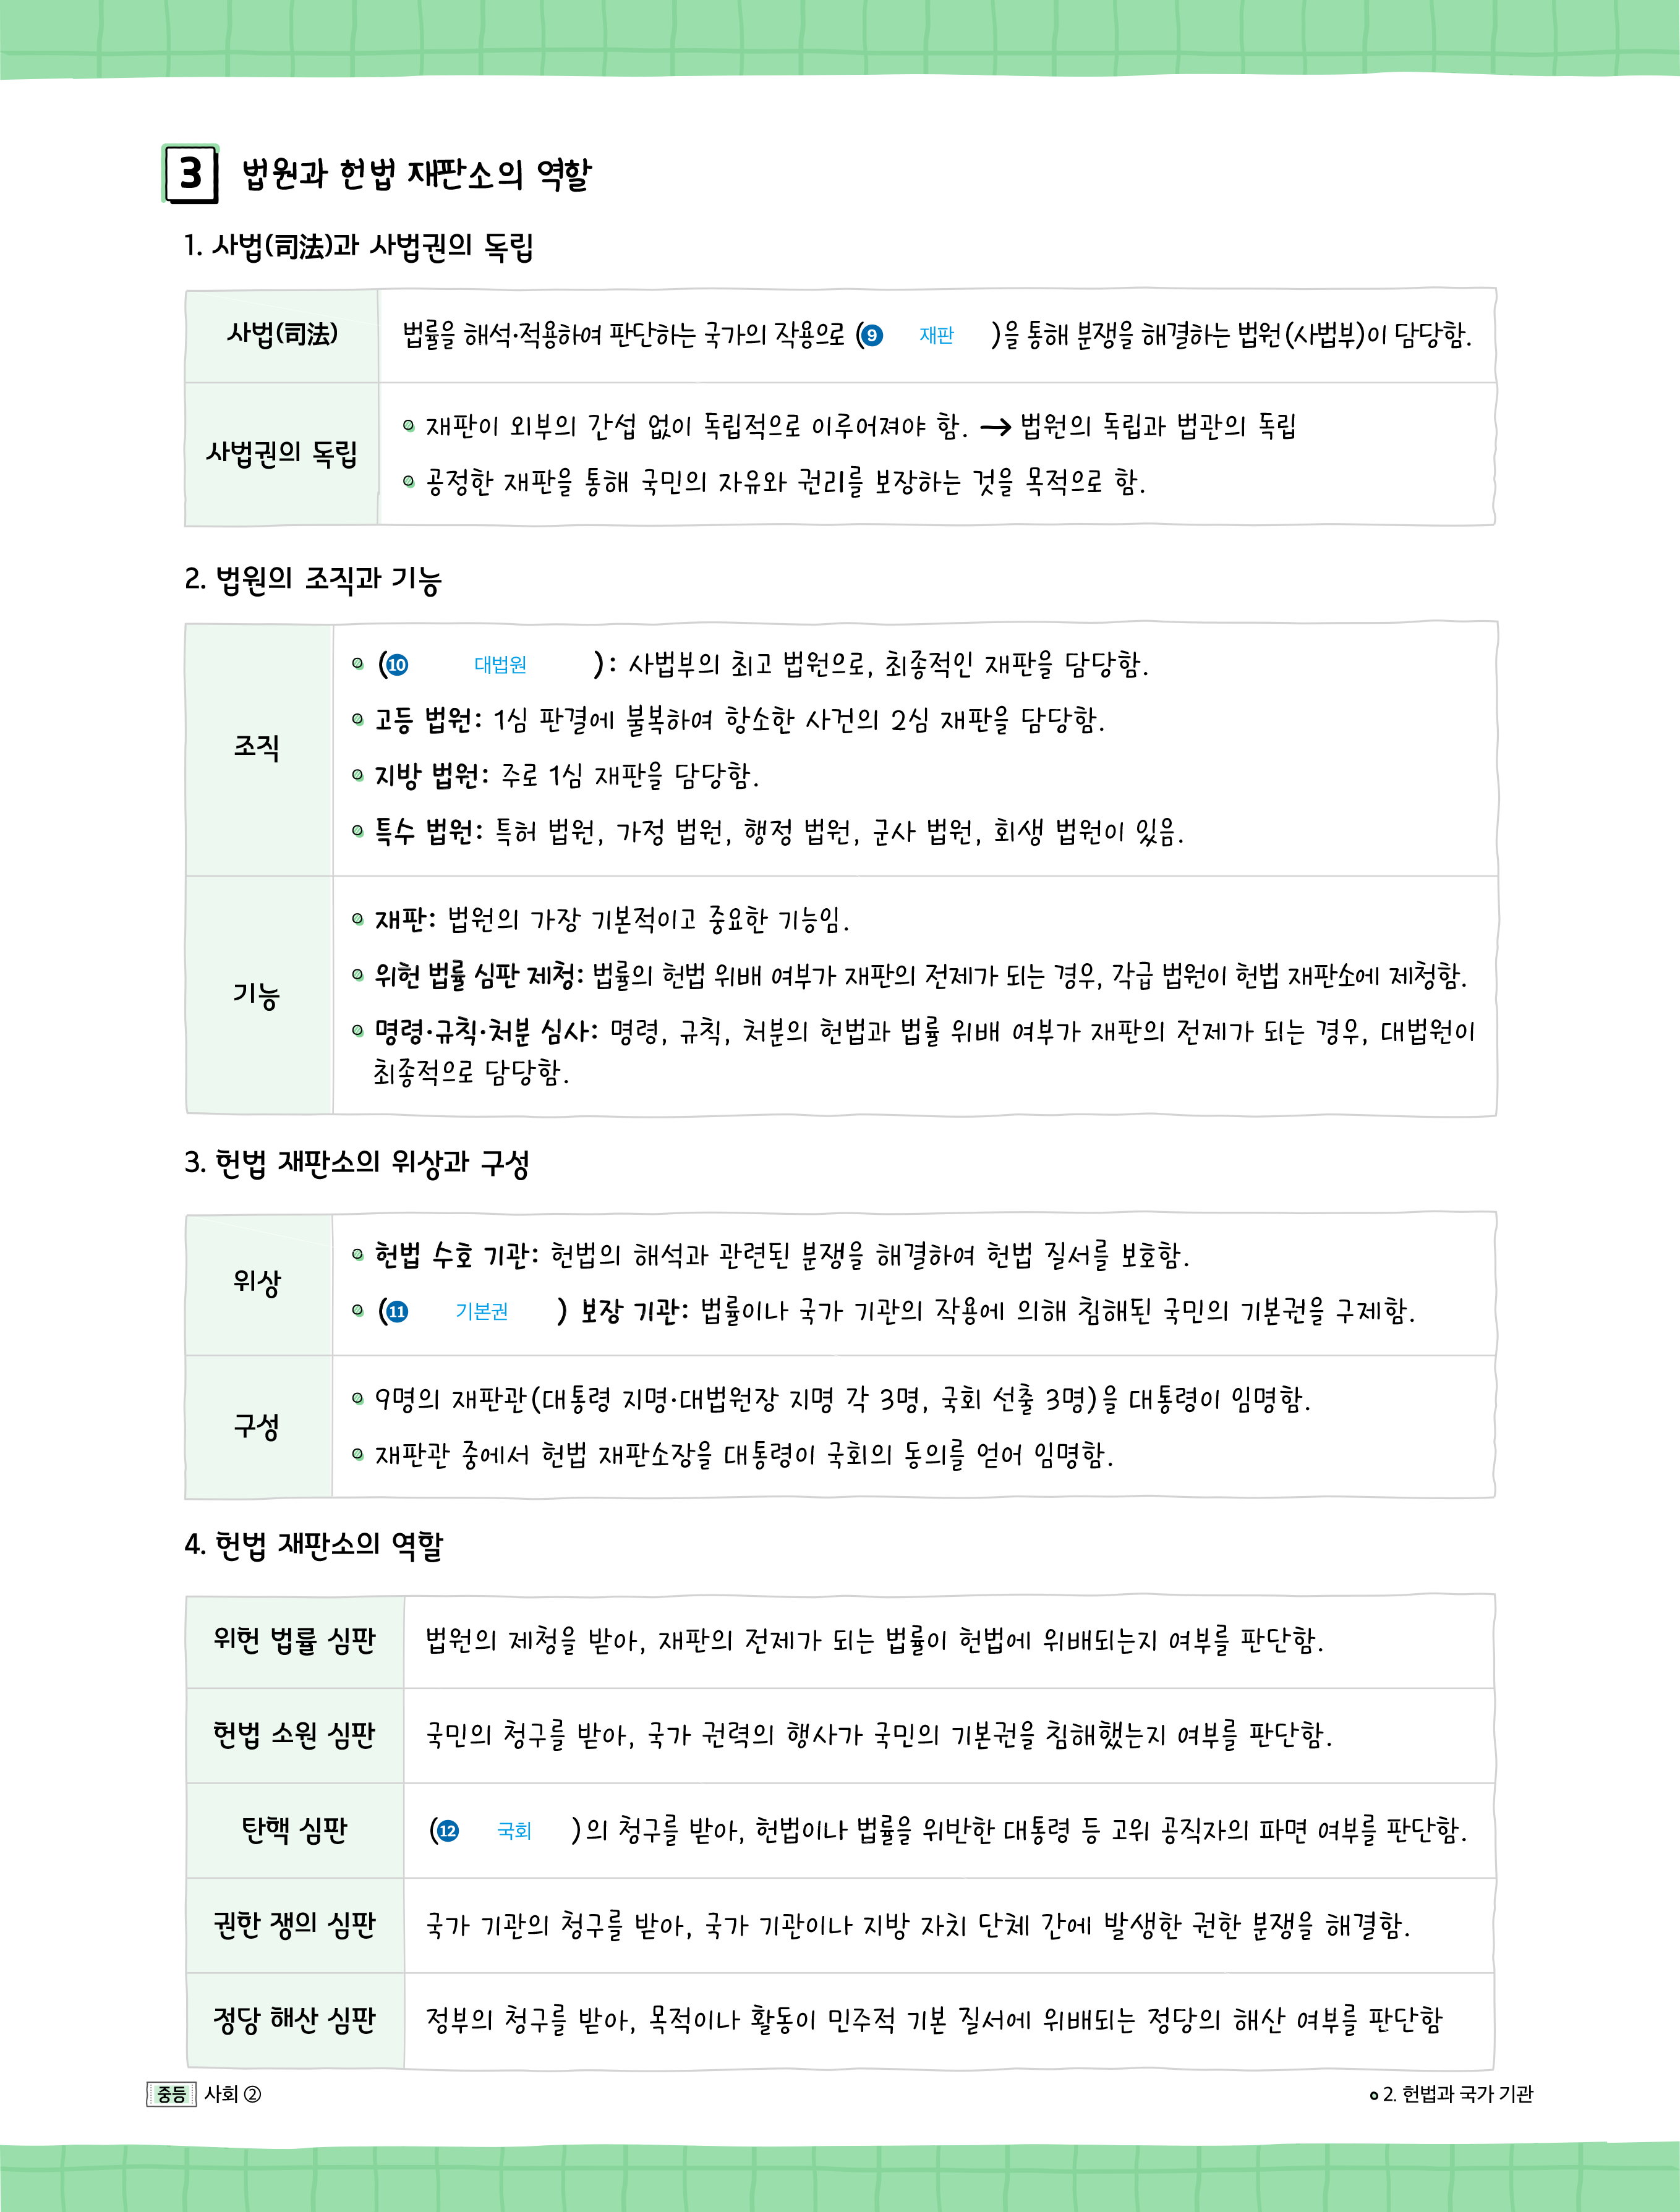 3 법원과 헌법 재판소의 역할
1. 사법(司法)과 사법권의 독립
사법(司法)
법률을 해석·적용하여 판단하는 국가의 작용으로 (9 재판 )을 통해 분쟁을 해결하는 법원(사법부)이 담당함.
사법권의 독립
재판이 외부의 간섭 없이 독립적으로 이루어져야 함. → 법원의 독립과 법관의 독립
공정한 재판을 통해 국민의 자유와 권리를 보장하는 것을 목적으로 함.
2. 법원의 조직과 기능
조직
(10 대법원 ): 사법부의 최고 법원으로, 최종적인 재판을 담당함.
고등 법원: 1심 판결에 불복하여 항소한 사건의 2심 재판을 담당함.
지방 법원: 주로 1심 재판을 담당함.
특수 법원: 특허 법원, 가정 법원, 행정 법원, 군사 법원, 회생 법원이 있음.
기능
재판: 법원의 가장 기본적이고 중요한 기능임.
위헌 법률 심판 제청: 법률의 헌법 위배 여부가 재판의 전제가 되는 경우, 각급 법원이 헌법 재판소에 제청함.
명령·규칙·처분 심사: 명령, 규칙, 처분의 헌법과 법률 위배 여부가 재판의 전제가 되는 경우, 대법원이
최종적으로 담당함.
3. 헌법 재판소의 위상과 구성
위상
헌법 수호 기관: 헌법의 해석과 관련된 분쟁을 해결하여 헌법 질서를 보호함.
(11 기본권 ) 보장 기관: 법률이나 국가 기관의 작용에 의해 침해된 국민의 기본권을 구제함.
구성
9명의 재판관(대통령 지명·대법원장 지명 각 3명, 국회 선출 3명)을 대통령이 임명함.
재판관 중에서 헌법 재판소장을 대통령이 국회의 동의를 얻어 임명함.
4. 헌법 재판소의 역할
위헌 법률 심판
법원의 제청을 받아, 재판의 전제가 되는 법률이 헌법에 위배되는지 여부를 판단함.
헌법 소원 심판
국민의 청구를 받아, 국가 권력의 행사가 국민의 기본권을 침해했는지 여부를 판단함.
탄핵 심판
(12 국회 )의 청구를 받아, 헌법이나 법률을 위반한 대통령 등 고위 공직자의 파면 여부를 판단함.
권한 쟁의 심판
국가 기관의 청구를 받아, 국가 기관이나 지방 자치 단체 간에 발생한 권한 분쟁을 해결함.
정당 해산 심판
정부의 청구를 받아, 목적이나 활동이 민주적 기본 질서에 위배되는 정당의 해산 여부를 판단함
중등 사회 ②
2. 헌법과 국가 기관